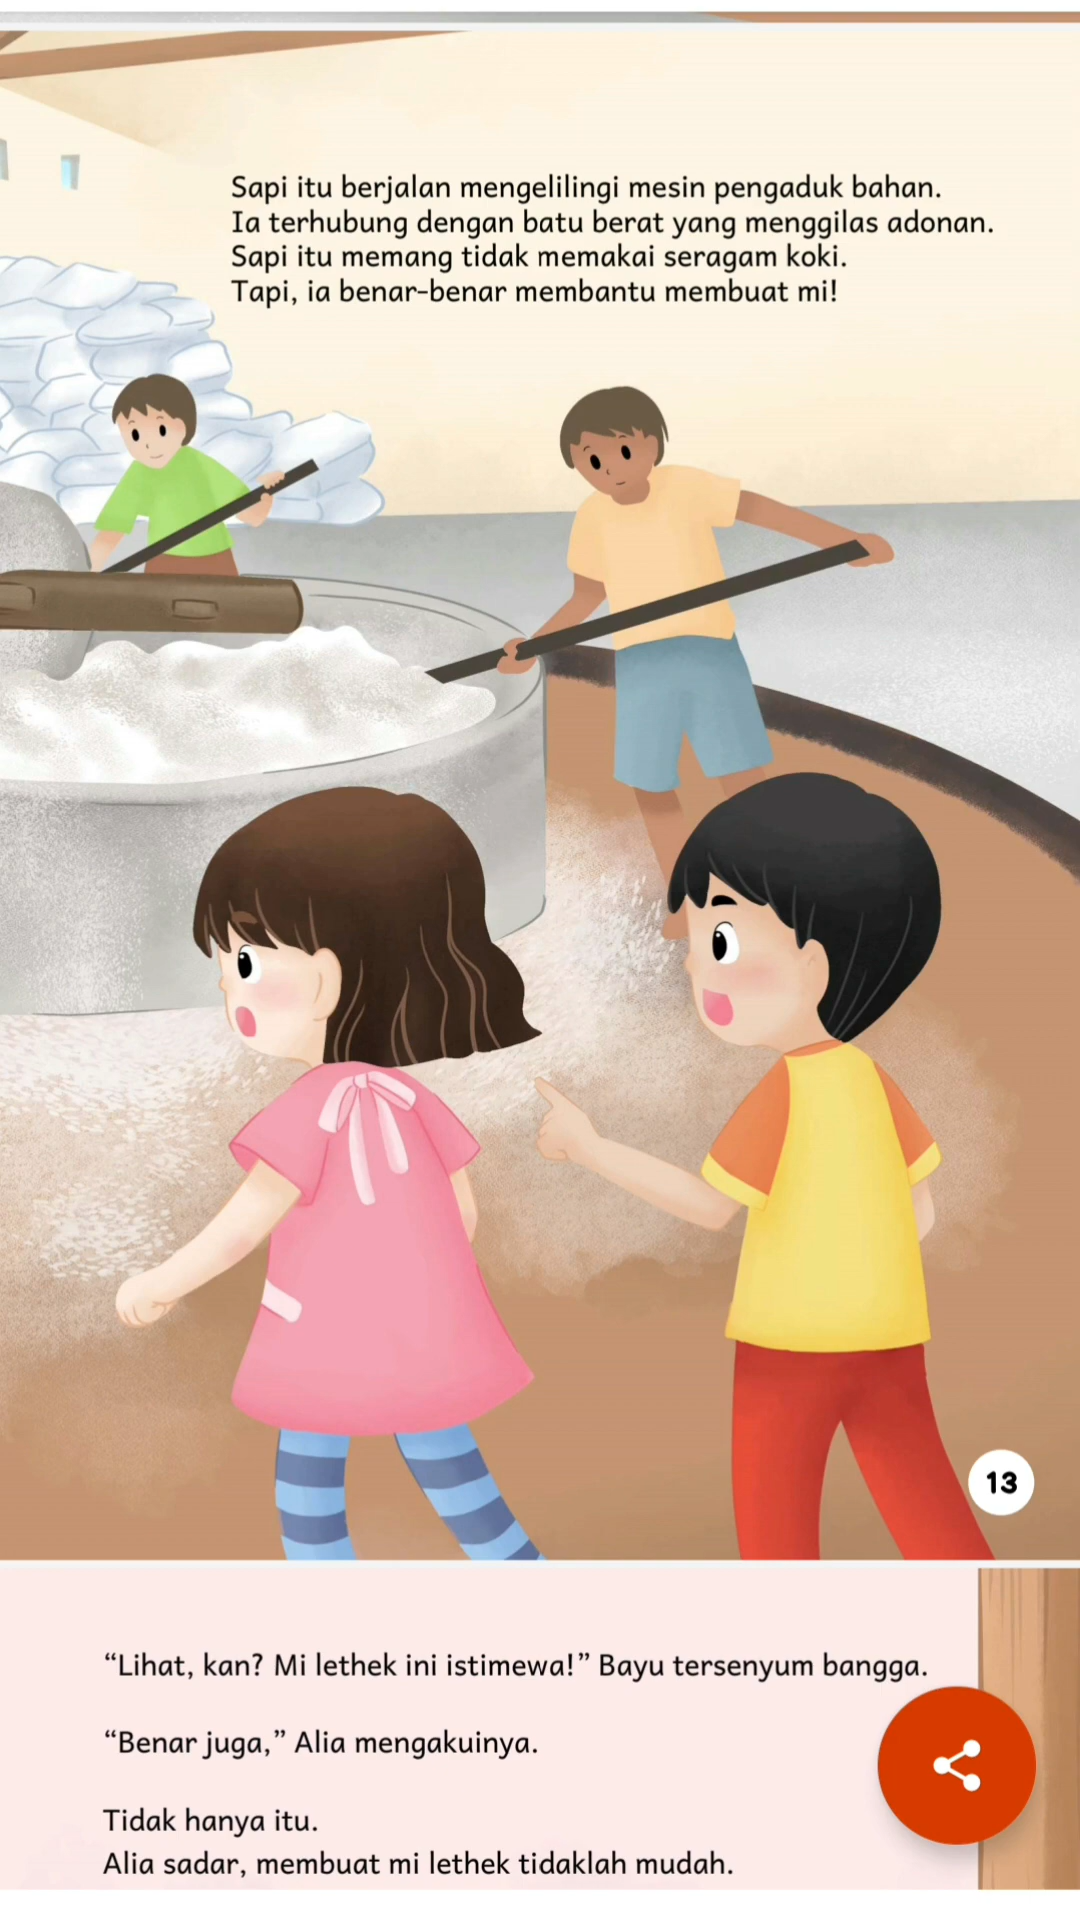 Sapi itu berjalan mengelilingi mesin pengaduk bahan.
Ia terhubung dengan batu berat yang menggilas adonan.
Sapi itu memang tidak memakai seragam koki.
Tapi, ia benar-benar membantu membuat mi!
13
“Lihat, kan? Mi lethek ini istimewa!” Bayu tersenyum bangga.
“Benar juga,” Alia mengakuinya.
Tidak hanya itu.
Alia sadar, membuat mi lethek tidaklah mudah.